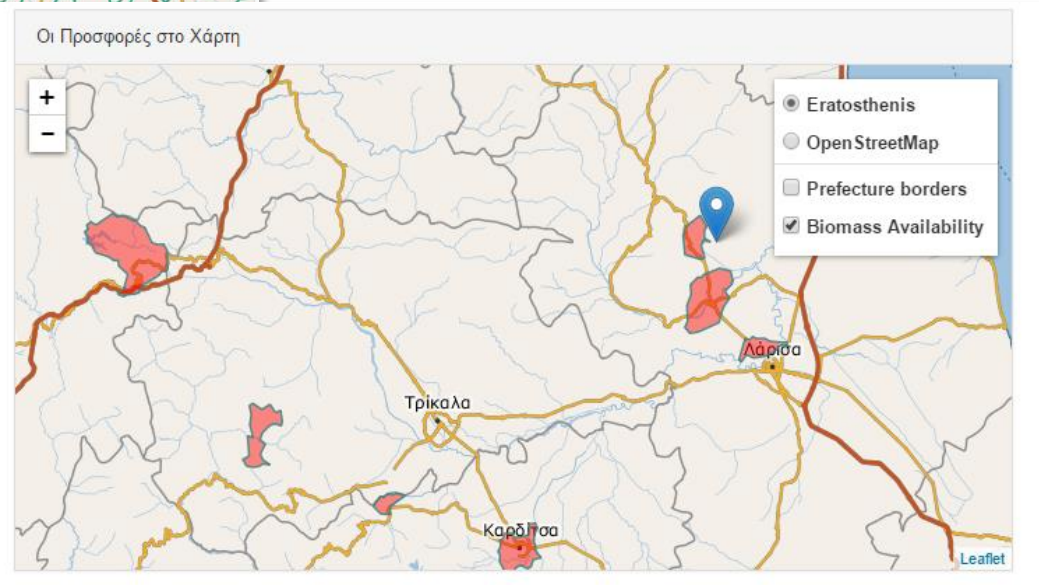 Οι Προσφορές στο Χάρτη
+
−
Eratosthenis
OpenStreetMap
Prefecture borders
Biomass Availability
Λάρισα
Τρίκαλα
Καρδίτσα
Leaflet